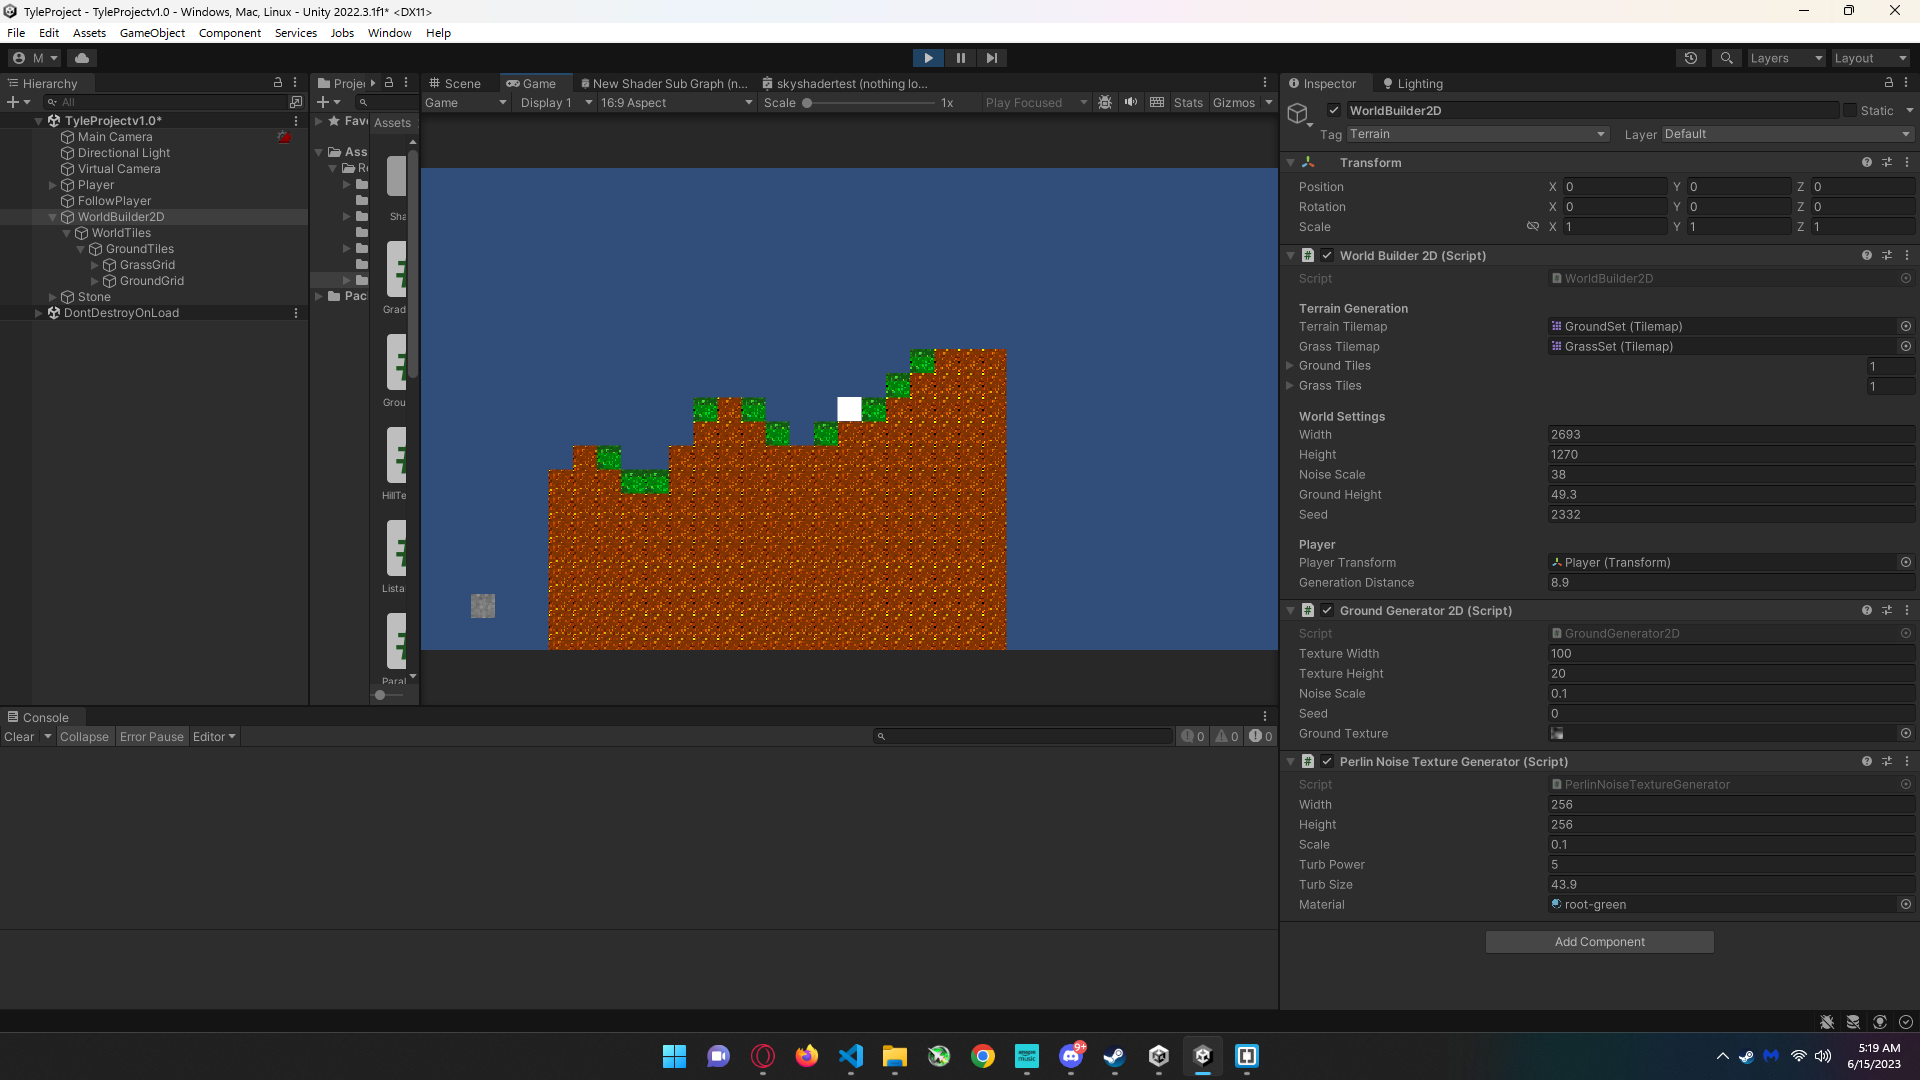 TyleProject - TyleProjectv1.0 - Windows, Mac, Linux - Unity 2022.3.1f1* <DX11>
File Edit Assets GameObject Component Services Jobs Window Help
M Layers Layout
Hierarchy
All
TyleProjectv1.0*
Main Camera
Directional Light
Virtual Camera
Player
FollowPlayer
WorldBuilder2D
WorldTiles
GroundTiles
GrassGrid
GroundGrid
Stone
DontDestroyOnLoad
Proje
Fav
Ass
R
Pac
Assets
Sha
Grad
Grou
HillTe
Lista
Paral
Scene Game New Shader Sub Graph (n... skyshadertest (nothing lo...
Game Display 1 16:9 Aspect Scale 1x Play Focused Stats Gizmos
Console
Clear Collapse Error Pause Editor 0 0 0
Inspector Lighting
WorldBuilder2D Static
Tag Terrain Layer Default
Transform
Position X 0 Y 0 Z 0
Rotation X 0 Y 0 Z 0
Scale X 1 Y 1 Z 1
World Builder 2D (Script)
Script WorldBuilder2D
Terrain Generation
Terrain Tilemap GroundSet (Tilemap)
Grass Tilemap GrassSet (Tilemap)
Ground Tiles 1
Grass Tiles 1
World Settings
Width 2693
Height 1270
Noise Scale 38
Ground Height 49.3
Seed 2332
Player
Player Transform Player (Transform)
Generation Distance 8.9
Ground Generator 2D (Script)
Script GroundGenerator2D
Texture Width 100
Texture Height 20
Noise Scale 0.1
Seed 0
Ground Texture
Perlin Noise Texture Generator (Script)
Script PerlinNoiseTextureGenerator
Width 256
Height 256
Scale 0.1
Turb Power 5
Turb Size 43.9
Material root-green
Add Component
amazon music 9+
5:19 AM
6/15/2023